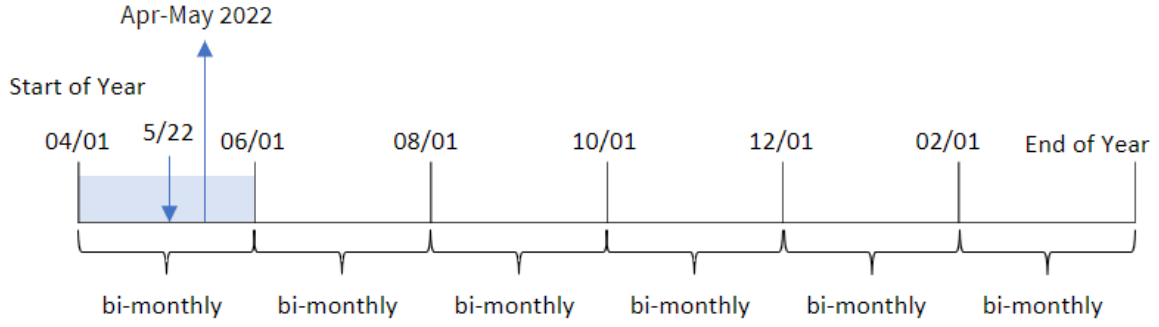 Apr-May 2022
Start of Year
04/01 5/22 06/01 08/01 10/01 12/01 02/01 End of Year
bi-monthly bi-monthly bi-monthly bi-monthly bi-monthly bi-monthly